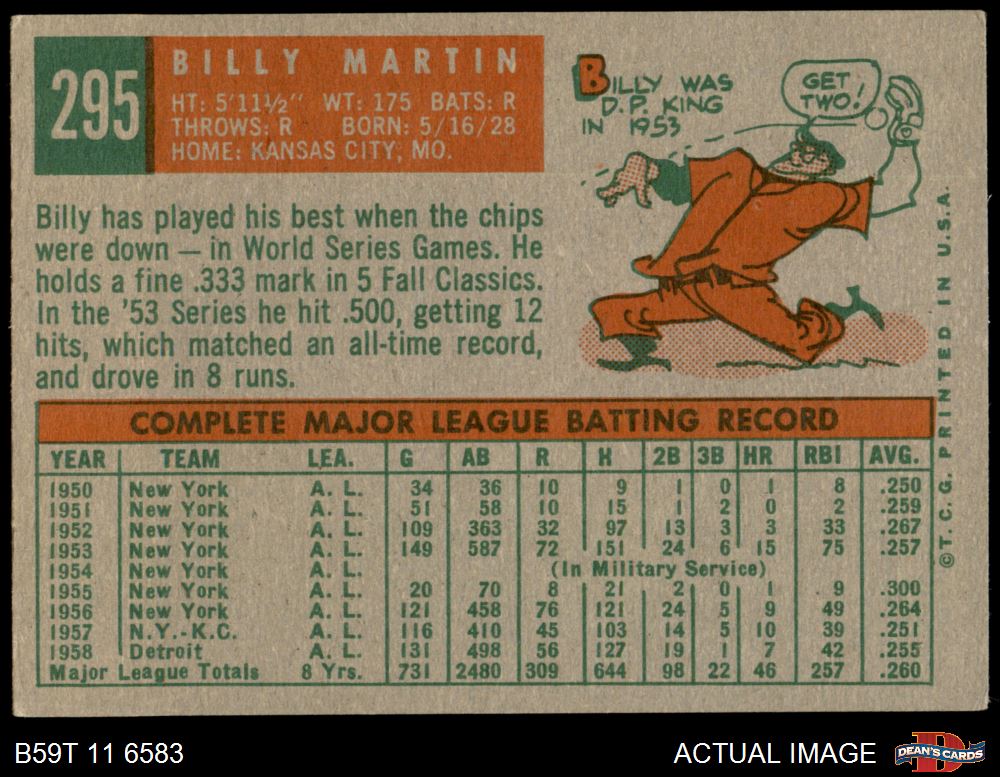 295
BILLY MARTIN
HT: 5'11½" WT: 175 BATS: R
THROWS: R BORN: 5/16/28
HOME: KANSAS CITY, MO.
BILLY WAS
D.P. KING
IN 1953
GET
TWO!
Billy has played his best when the chips
were down — in World Series Games. He
holds a fine .333 mark in 5 Fall Classics.
In the '53 Series he hit .500, getting 12
hits, which matched an all-time record,
and drove in 8 runs.
COMPLETE MAJOR LEAGUE BATTING RECORD
YEAR TEAM LEA. G AB R H 2B 3B HR RBI AVG.
1950 New York A. L. 34 36 10 9 1 0 1 8 .250
1951 New York A. L. 51 58 10 15 1 2 0 2 .259
1952 New York A. L. 109 363 32 97 13 3 3 33 .267
1953 New York A. L. 149 587 72 151 24 6 15 75 .257
1954 New York A. L. (In Military Service)
1955 New York A. L. 20 70 8 21 2 0 1 9 .300
1956 New York A. L. 121 458 76 121 24 5 9 49 .264
1957 N.Y.-K.C. A. L. 116 410 45 103 14 5 10 39 .251
1958 Detroit A. L. 131 498 56 127 19 1 7 42 .255
Major League Totals 8 Yrs. 731 2480 309 644 98 22 46 257 .260
©T.C.G. PRINTED IN U.S.A.
B59T 11 6583
ACTUAL IMAGE
DEAN'S CARDS